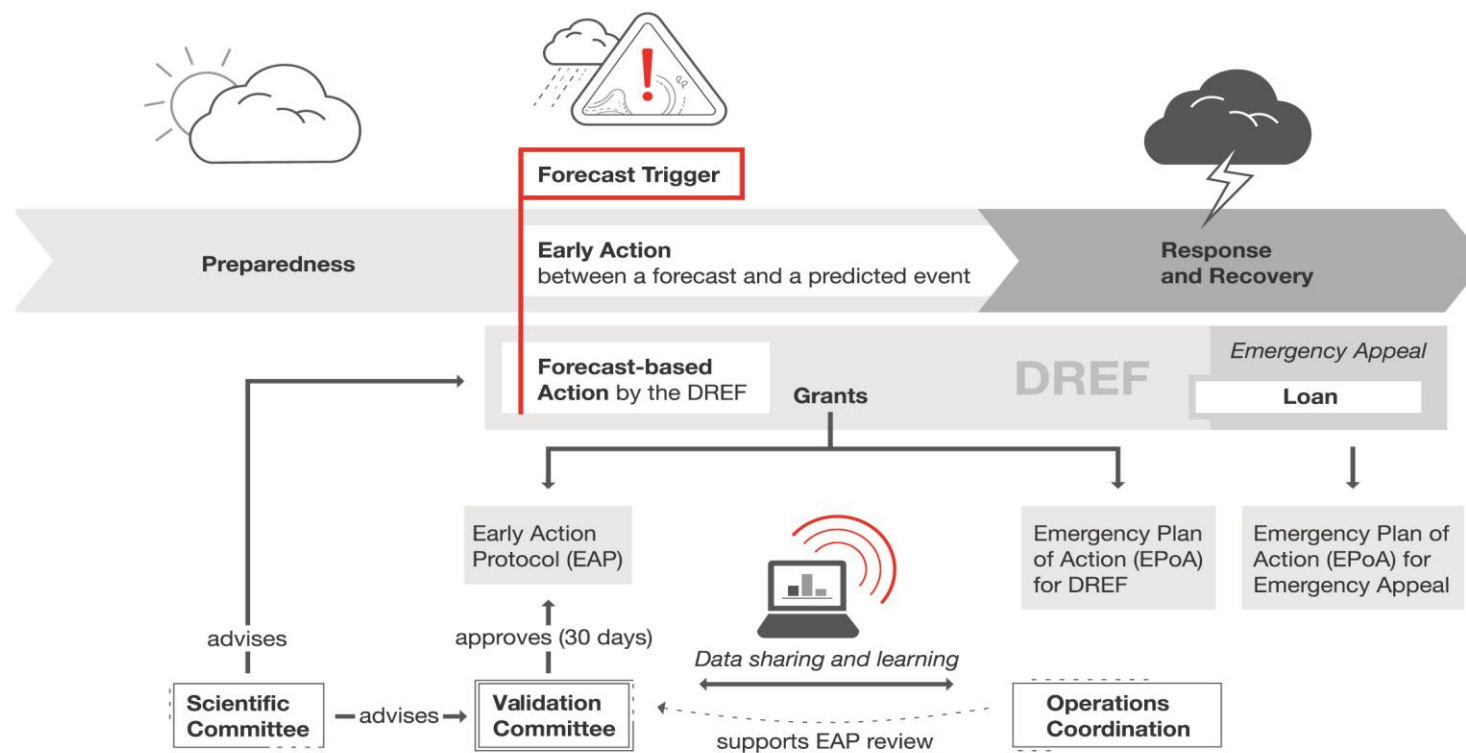 Forecast Trigger
Preparedness
Early Action
between a forecast and a predicted event
Response
and Recovery
Forecast-based
Action by the DREF
Grants
DREF
Emergency Appeal
Loan
Early Action
Protocol (EAP)
Emergency Plan
of Action (EPoA)
for DREF
Emergency Plan of
Action (EPoA) for
Emergency Appeal
advises
approves (30 days)
Data sharing and learning
Scientific
Committee
advises
Validation
Committee
supports EAP review
Operations
Coordination